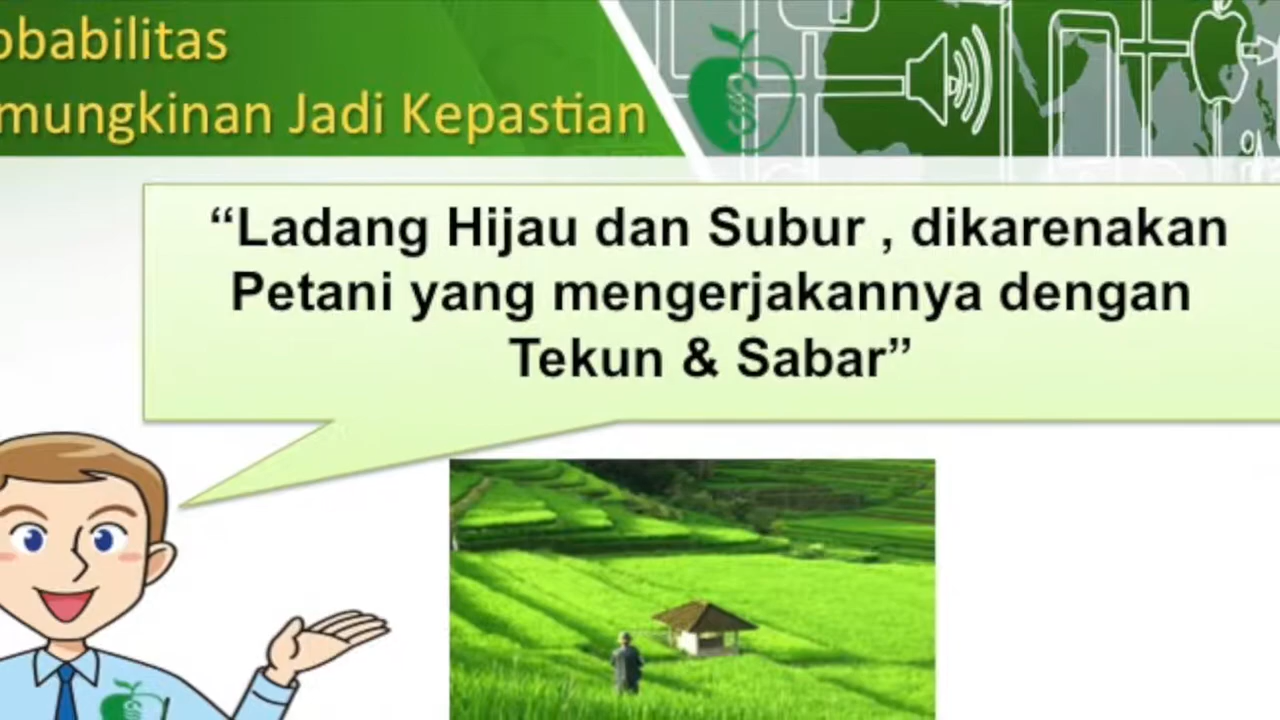 obabilitas
mungkinan Jadi Kepastian
“Ladang Hijau dan Subur , dikarenakan
Petani yang mengerjakannya dengan
Tekun & Sabar”